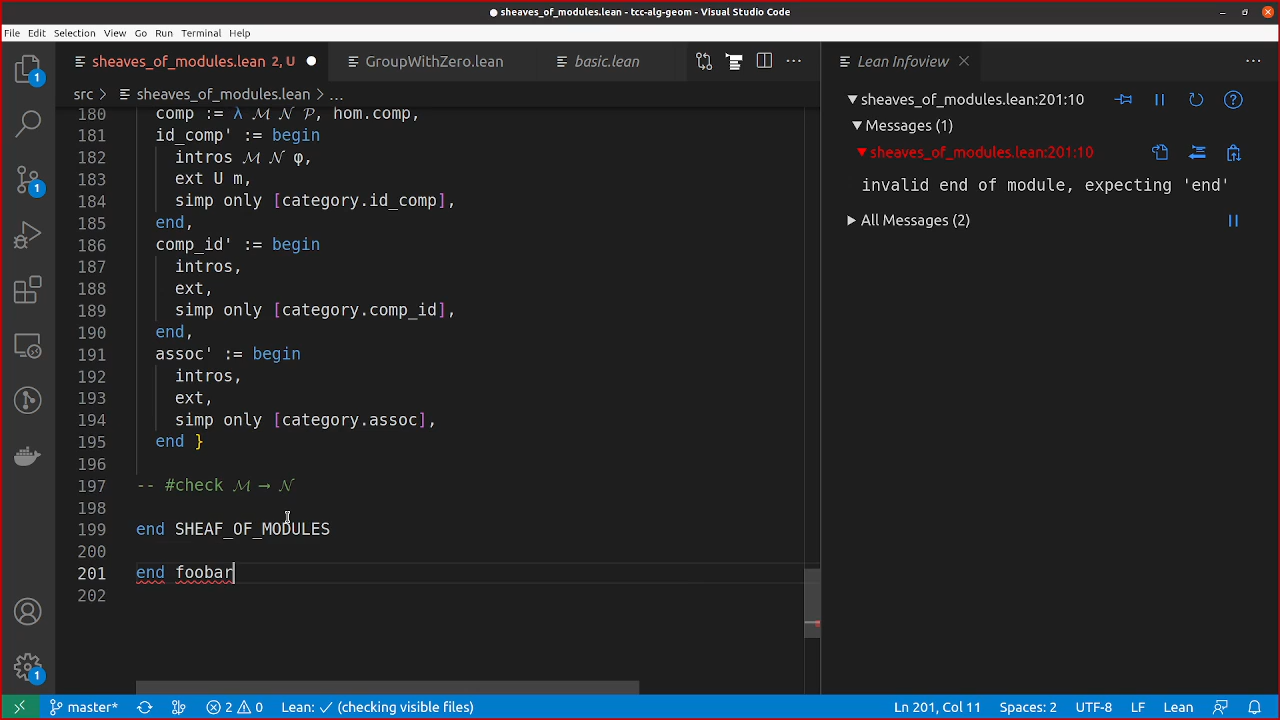 sheaves_of_modules.lean - tcc-alg-geom - Visual Studio Code
File Edit Selection View Go Run Terminal Help
sheaves_of_modules.lean 2, U GroupWithZero.lean basic.lean
src > sheaves_of_modules.lean > ...
180 comp := λ ℳ 𝒩 𝒫, hom.comp,
181 id_comp' := begin
182 intros ℳ 𝒩 φ,
183 ext U m,
184 simp only [category.id_comp],
185 end,
186 comp_id' := begin
187 intros,
188 ext,
189 simp only [category.comp_id],
190 end,
191 assoc' := begin
192 intros,
193 ext,
194 simp only [category.assoc],
195 end }
196
197 -- #check ℳ → 𝒩
198
199 end SHEAF_OF_MODULES
200
201 end foobar
202
Lean Infoview
sheaves_of_modules.lean:201:10
Messages (1)
sheaves_of_modules.lean:201:10
invalid end of module, expecting 'end'
All Messages (2)
1
1
1
master* 2 0 Lean: ✓ (checking visible files) Ln 201, Col 11 Spaces: 2 UTF-8 LF Lean